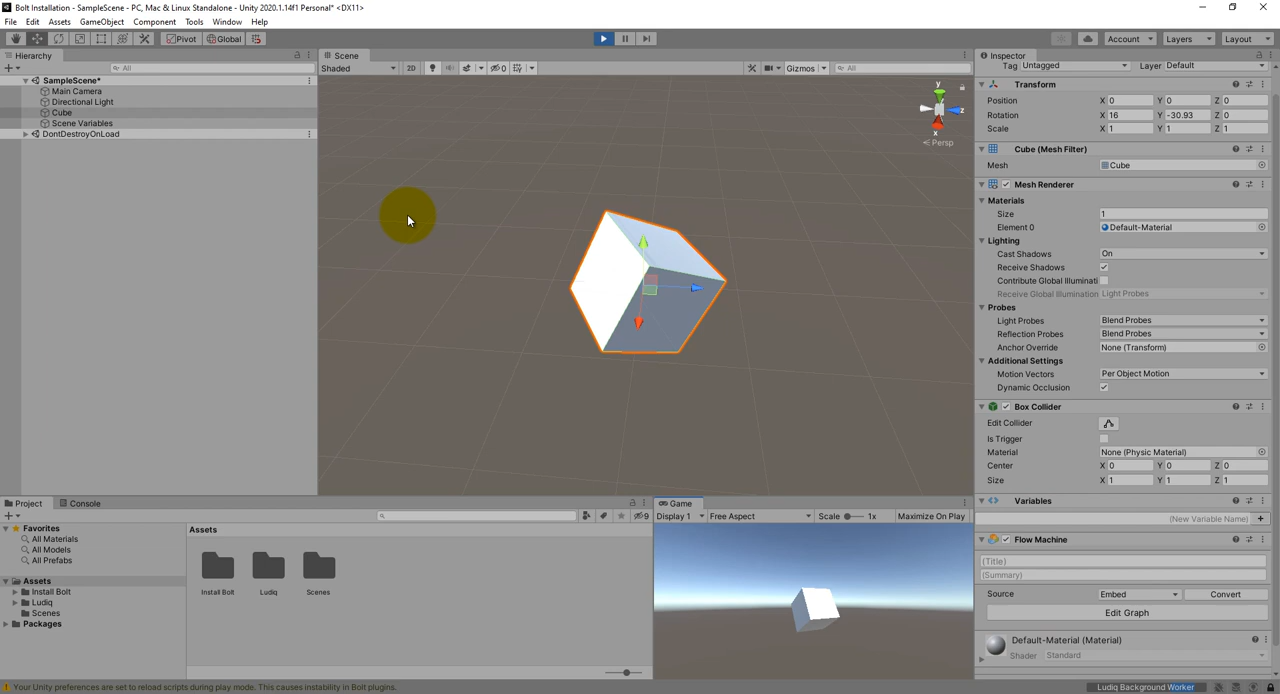 Bolt Installation - SampleScene - PC, Mac & Linux Standalone - Unity 2020.1.14f1 Personal* <DX11>
File Edit Assets GameObject Component Tools Window Help
Pivot Global Account Layers Layout
Hierarchy
All
SampleScene*
Main Camera
Directional Light
Cube
Scene Variables
DontDestroyOnLoad
Scene
Shaded 2D 0 Gizmos All
y
z
x
Persp
Inspector
Tag Untagged Layer Default
Transform
Position X 0 Y 0 Z 0
Rotation X 16 Y -30.93 Z 0
Scale X 1 Y 1 Z 1
Cube (Mesh Filter)
Mesh Cube
Mesh Renderer
Materials
Size 1
Element 0 Default-Material
Lighting
Cast Shadows On
Receive Shadows
Contribute Global Illuminati
Receive Global Illumination Light Probes
Probes
Light Probes Blend Probes
Reflection Probes Blend Probes
Anchor Override None (Transform)
Additional Settings
Motion Vectors Per Object Motion
Dynamic Occlusion
Box Collider
Edit Collider
Is Trigger
Material None (Physic Material)
Center X 0 Y 0 Z 0
Size X 1 Y 1 Z 1
Variables
(New Variable Name)
Flow Machine
(Title)
(Summary)
Source Embed Convert
Edit Graph
Default-Material (Material)
Shader Standard
Project Console
9
Favorites
All Materials
All Models
All Prefabs
Assets
Install Bolt
Ludiq
Scenes
Packages
Assets
Install Bolt Ludiq Scenes
Game
Display 1 Free Aspect Scale 1x Maximize On Play
Your Unity preferences are set to reload scripts during play mode. This causes instability in Bolt plugins.
Ludiq Background Worker